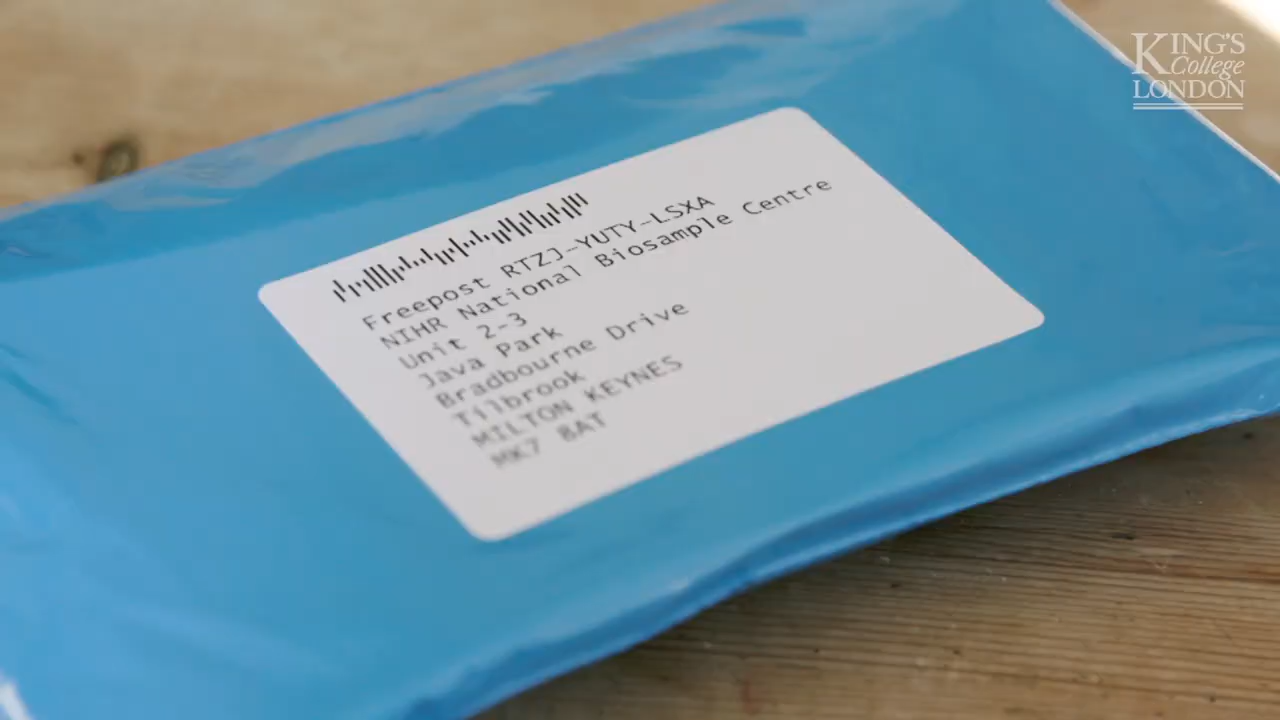 KING'S
College
LONDON
Freepost RTZJ-YUTY-LSXA
NIHR National Biosample Centre
Unit 2-3
Java Park
Bradbourne Drive
Tilbrook
MILTON KEYNES
MK7 8AT